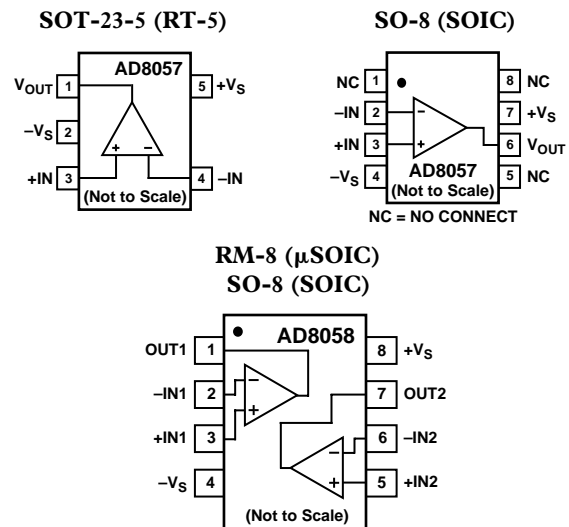 SOT-23-5 (RT-5)
AD8057
VOUT 1
5 +VS
–VS 2
+ –
+IN 3
4 –IN
(Not to Scale)
SO-8 (SOIC)
NC 1
8 NC
–IN 2 –
7 +VS
+IN 3 +
6 VOUT
AD8057
–VS 4
5 NC
(Not to Scale)
NC = NO CONNECT
RM-8 (µSOIC)
SO-8 (SOIC)
AD8058
OUT1 1
8 +VS
–IN1 2 –
7 OUT2
+IN1 3 +
– 6 –IN2
–VS 4
+ 5 +IN2
(Not to Scale)